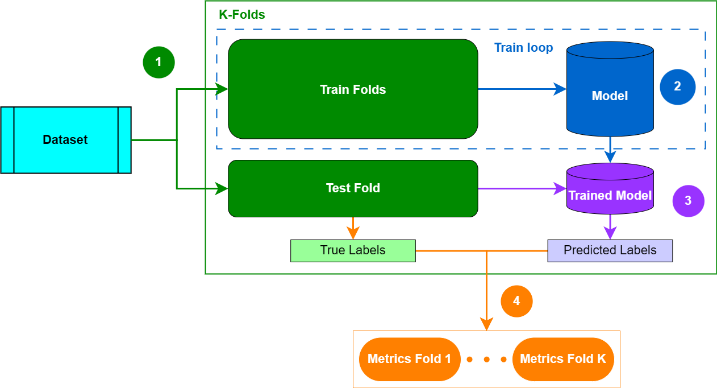 K-Folds
Train loop
1
Train Folds
Model
2
Dataset
Test Fold
Trained Model
3
True Labels
Predicted Labels
4
Metrics Fold 1
Metrics Fold K